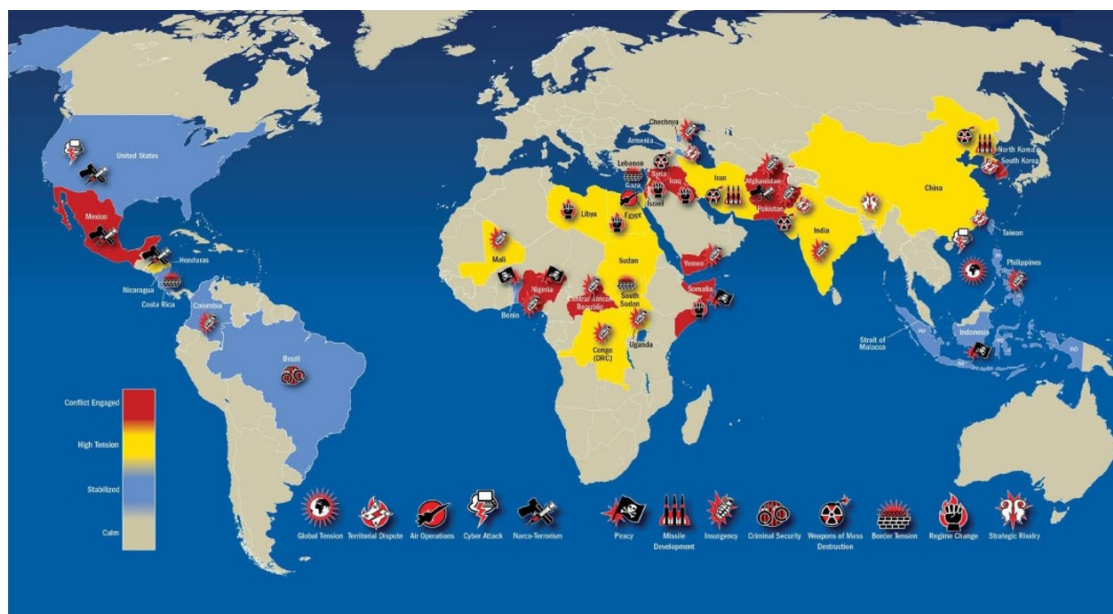 Chechnya
Armenia
North Korea
South Korea
United States
Lebanon
Syria
Iran
Afghanistan
Gaza
Iraq
China
Israel
Pakistan
Mexico
Libya
Egypt
India
Taiwan
Honduras
Mali
Sudan
Yemen
Philippines
Nicaragua
Nigeria
Somalia
Costa Rica
Central African
Republic
South
Sudan
Colombia
Benin
Strait of
Malacca
Indonesia
Uganda
Congo
(DRC)
Brazil
Conflict Engaged
High Tension
Stabilized
Calm
Global Tension
Territorial Dispute
Air Operations
Cyber Attack
Narco-Terrorism
Piracy
Missile
Development
Insurgency
Criminal Security
Weapons of Mass
Destruction
Border Tension
Regime Change
Strategic Rivalry